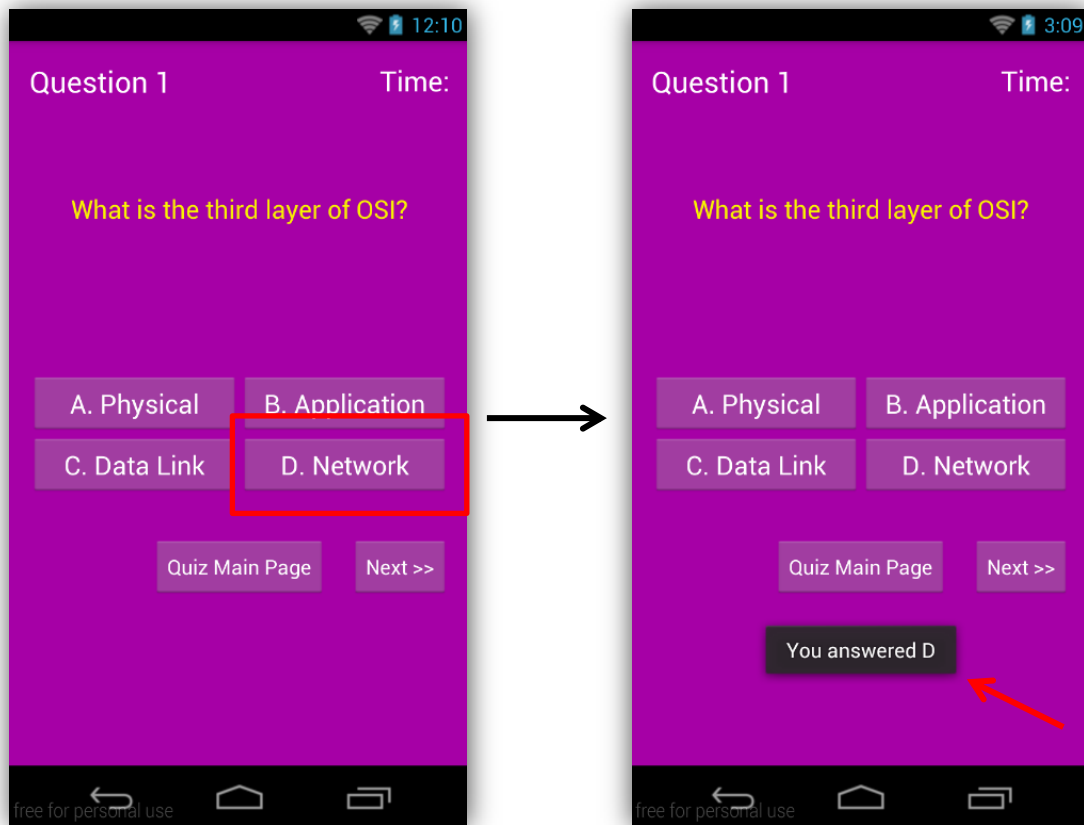 12:10
Question 1 Time:
What is the third layer of OSI?
A. Physical B. Application
C. Data Link D. Network
Quiz Main Page Next >>
free for personal use
3:09
Question 1 Time:
What is the third layer of OSI?
A. Physical B. Application
C. Data Link D. Network
Quiz Main Page Next >>
You answered D
free for personal use